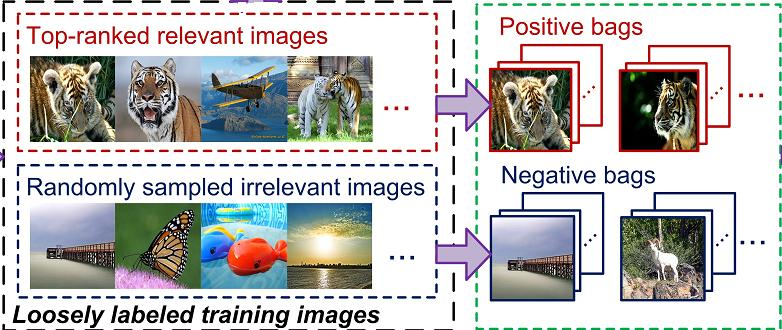 Top-ranked relevant images
...
Randomly sampled irrelevant images
...
Loosely labeled training images
Positive bags
...
Negative bags
...